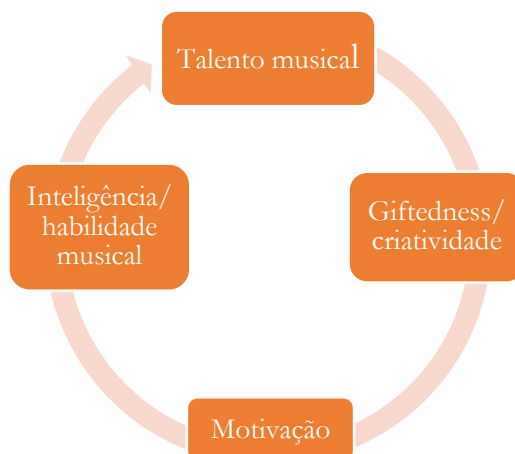 Talento musical
Giftedness/
criatividade
Motivação
Inteligência/
habilidade
musical